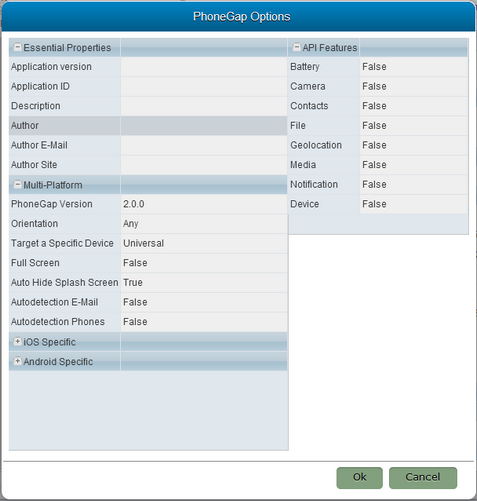 PhoneGap Options
Essential Properties
Application version
Application ID
Description
Author
Author E-Mail
Author Site
Multi-Platform
PhoneGap Version 2.0.0
Orientation Any
Target a Specific Device Universal
Full Screen False
Auto Hide Splash Screen True
Autodetection E-Mail False
Autodetection Phones False
iOS Specific
Android Specific
API Features
Battery False
Camera False
Contacts False
File False
Geolocation False
Media False
Notification False
Device False
Ok Cancel